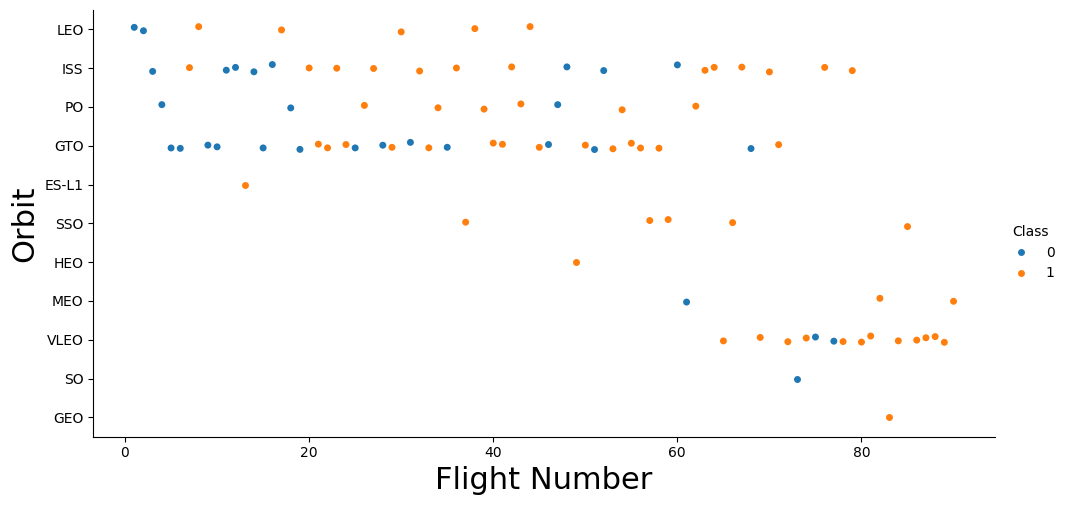 LEO
ISS
PO
GTO
ES-L1
SSO
HEO
MEO
VLEO
SO
GEO
Orbit
0 20 40 60 80
Flight Number
Class
0
1